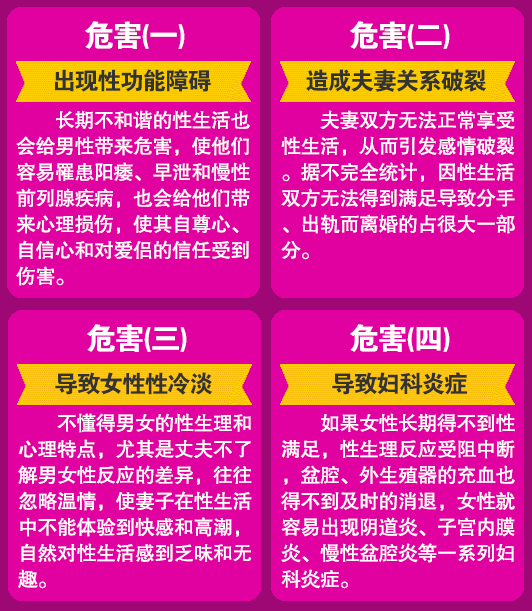 危害(一)
出现性功能障碍
长期不和谐的性生活也
会给男性带来危害，使他们
容易罹患阳痿、早泄和慢性
前列腺疾病，也会给他们带
来心理损伤，使其自尊心、
自信心和对爱侣的信任受到
伤害。
危害(二)
造成夫妻关系破裂
夫妻双方无法正常享受
性生活，从而引发感情破裂
。据不完全统计，因性生活
双方无法得到满足导致分手
、出轨而离婚的占很大一部
分。
危害(三)
导致女性性冷淡
不懂得男女的性生理和
心理特点，尤其是丈夫不了
解男女性反应的差异，往往
忽略温情，使妻子在性生活
中不能体验到快感和高潮，
自然对性生活感到乏味和无
趣。
危害(四)
导致妇科炎症
如果女性长期得不到性
满足，性生理反应受阻中断
，盆腔、外生殖器的充血也
得不到及时的消退，女性就
容易出现阴道炎、子宫内膜
炎、慢性盆腔炎等一系列妇
科炎症。